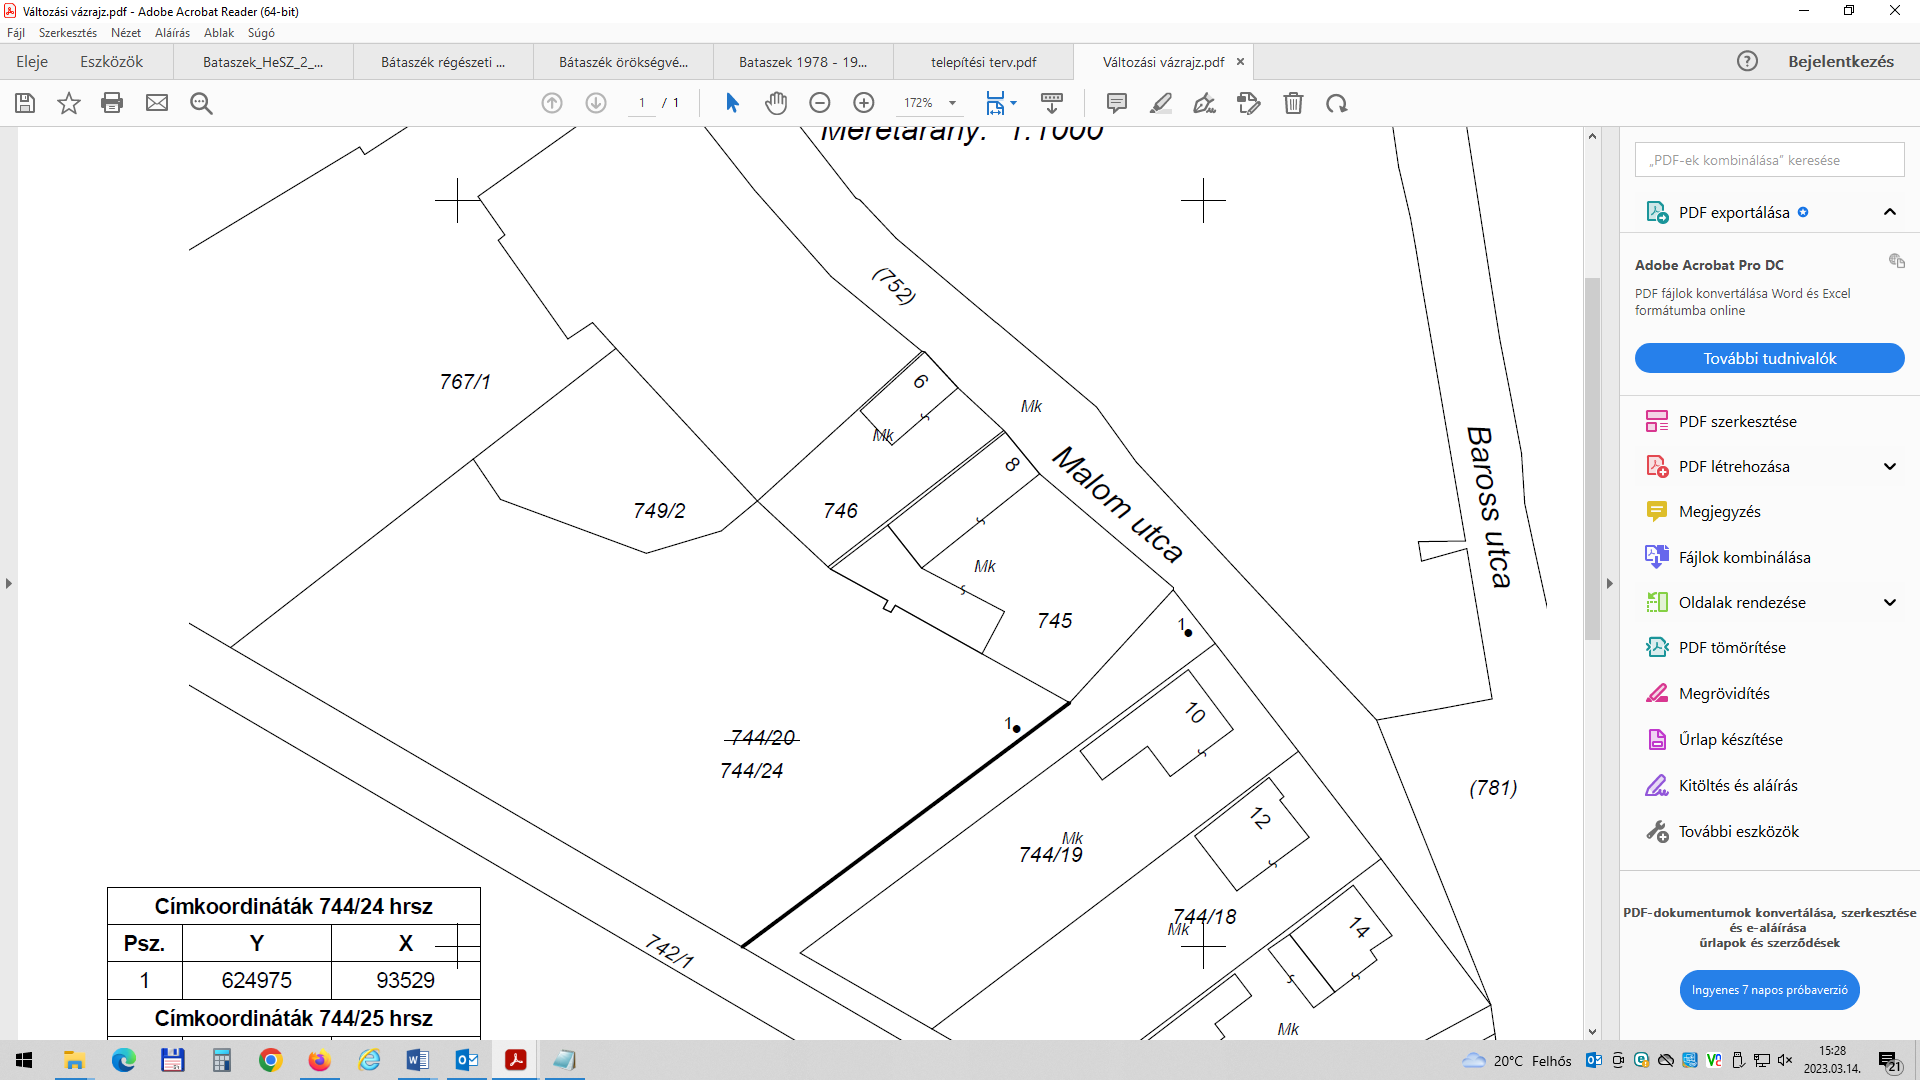 Változási vázrajz.pdf - Adobe Acrobat Reader (64-bit)
Fájl Szerkesztés Nézet Aláírás Ablak Súgó
Eleje Eszközök Bataszek_HeSZ_2_... Bátaszék régészeti ... Bátaszék örökségvé... Bataszek 1978 - 19... telepítési terv.pdf Változási vázrajz.pdf × Bejelentkezés
1 / 1 172%
Méretarány: 1:1000
(752)
767/1
6
Mk
Mk
8
Malom utca
Baross utca
749/2
746
Mk
745
1
10
1
744/20
744/24
(781)
12
Mk
744/19
744/18
Mk
14
742/1
Mk
Címkoordináták 744/24 hrsz
Psz. Y X
1 624975 93529
Címkoordináták 744/25 hrsz
„PDF-ek kombinálása” keresése
PDF exportálása
Adobe Acrobat Pro DC
PDF fájlok konvertálása Word és Excel
formátumba online
További tudnivalók
PDF szerkesztése
PDF létrehozása
Megjegyzés
Fájlok kombinálása
Oldalak rendezése
PDF tömörítése
Megrövidítés
Űrlap készítése
Kitöltés és aláírás
További eszközök
PDF-dokumentumok konvertálása, szerkesztése
és e-aláírása
űrlapok és szerződések
Ingyenes 7 napos próbaverzió
20°C Felhős
15:28
2023.03.14.
21